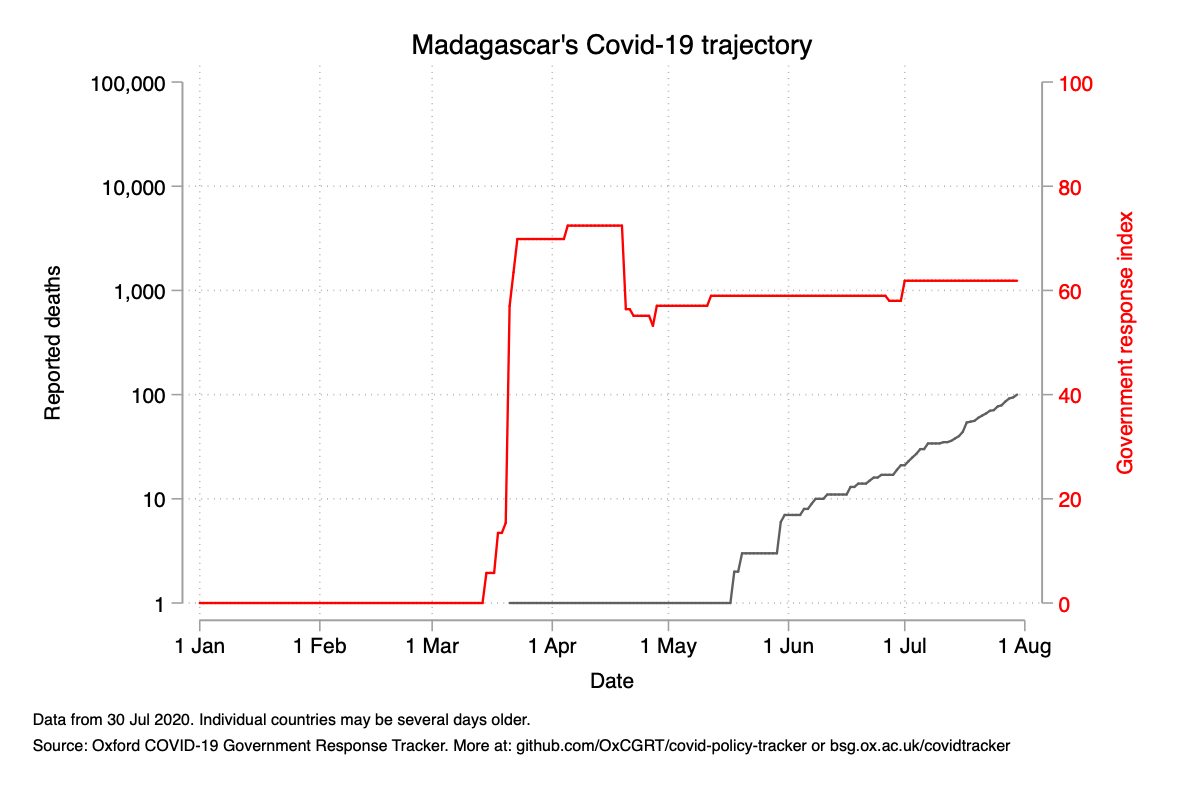 Madagascar's Covid-19 trajectory
100,000
10,000
1,000
100
10
1
Reported deaths
100
80
60
40
20
0
Government response index
1 Jan 1 Feb 1 Mar 1 Apr 1 May 1 Jun 1 Jul 1 Aug
Date
Data from 30 Jul 2020. Individual countries may be several days older.
Source: Oxford COVID-19 Government Response Tracker. More at: github.com/OxCGRT/covid-policy-tracker or bsg.ox.ac.uk/covidtracker